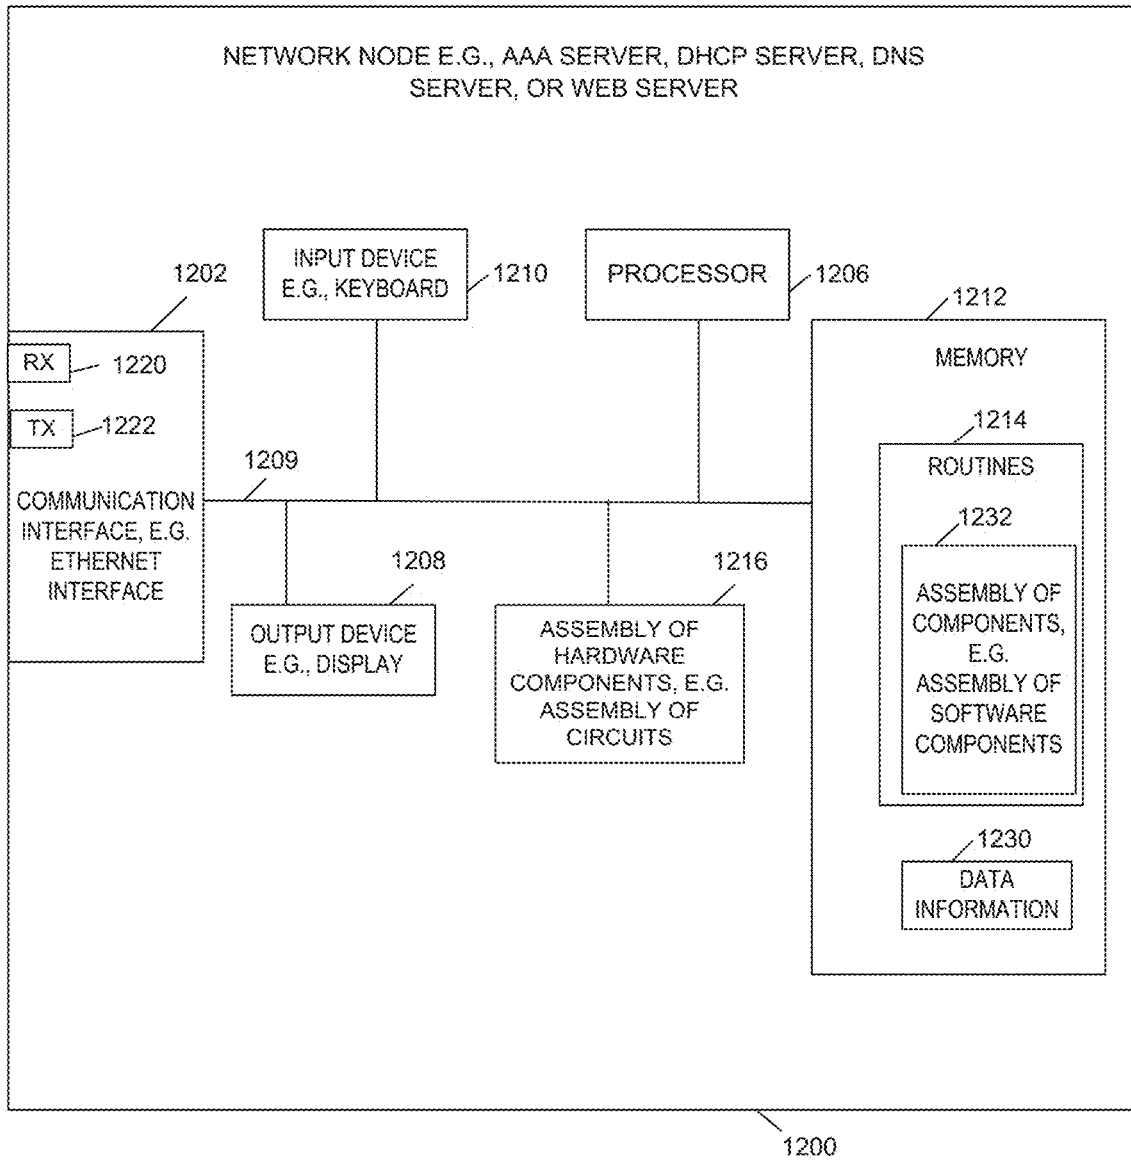 NETWORK NODE E.G., AAA SERVER, DHCP SERVER, DNS
SERVER, OR WEB SERVER
1202
INPUT DEVICE
E.G., KEYBOARD
1210
PROCESSOR
1206
1212
RX
1220
TX
1222
COMMUNICATION
INTERFACE, E.G.
ETHERNET
INTERFACE
1209
MEMORY
1214
ROUTINES
1232
ASSEMBLY OF
COMPONENTS,
E.G.
ASSEMBLY OF
SOFTWARE
COMPONENTS
1208
OUTPUT DEVICE
E.G., DISPLAY
1216
ASSEMBLY OF
HARDWARE
COMPONENTS, E.G.
ASSEMBLY OF
CIRCUITS
1230
DATA
INFORMATION
1200